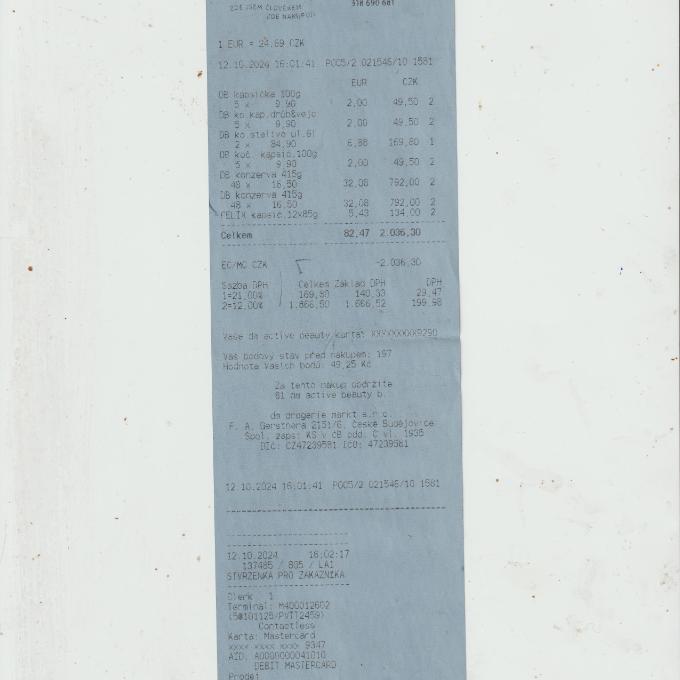 ZDE JSEM ČLOVĚKEM
ZDE NAKUPUJI
318 690 681
1 EUR = 24,69 CZK
12.10.2024 16:01:41 P005/2 021546/10 1581
EUR CZK
DB kapsička 100g
5 x 9,90 2,00 49,50 2
DB ko.kap.drůb&vejc
5 x 9,90 2,00 49,50 2
DB ko.stelivo ul.6l
2 x 84,90 6,88 169,80 1
DB koč. kapsič.100g
5 x 9,90 2,00 49,50 2
DB konzerva 415g
48 x 16,50 32,08 792,00 2
DB konzerva 415g
48 x 16,50 32,08 792,00 2
FELIX kapsič.12x85g 5,43 134,00 2
Celkem 82,47 2.036,30
EC/MC CZK -2.036,30
Sazba DPH Celkem Základ DPH DPH
1=21,00% 169,80 140,33 29,47
2=12,00% 1.866,50 1.666,52 199,98
Vaše dm active beauty karta: XXXXXXXXX9290
Váš bodový stav před nákupem: 197
Hodnota Vašich bodů: 49,25 Kč
Za tento nákup obdržíte
81 dm active beauty b.
dm drogerie markt s.r.o.
F. A. Gerstnera 2151/6, České Budějovice
Spol. zaps: KS v ČB odd. C vl. 1935
DIČ: CZ47239581 IČO: 47239581
12.10.2024 16:01:41 P005/2 021546/10 1581
12.10.2024 16:02:17
137485 / 805 / LA1
STVRZENKA PRO ZÁKAZNÍKA
Clerk 1
Terminal: M400012602
(5@101125/PVTT2459)
Contactless
Karta: Mastercard
xxxx xxxx xxxx 9347
AID: A0000000041010
DEBIT MASTERCARD
Prodej